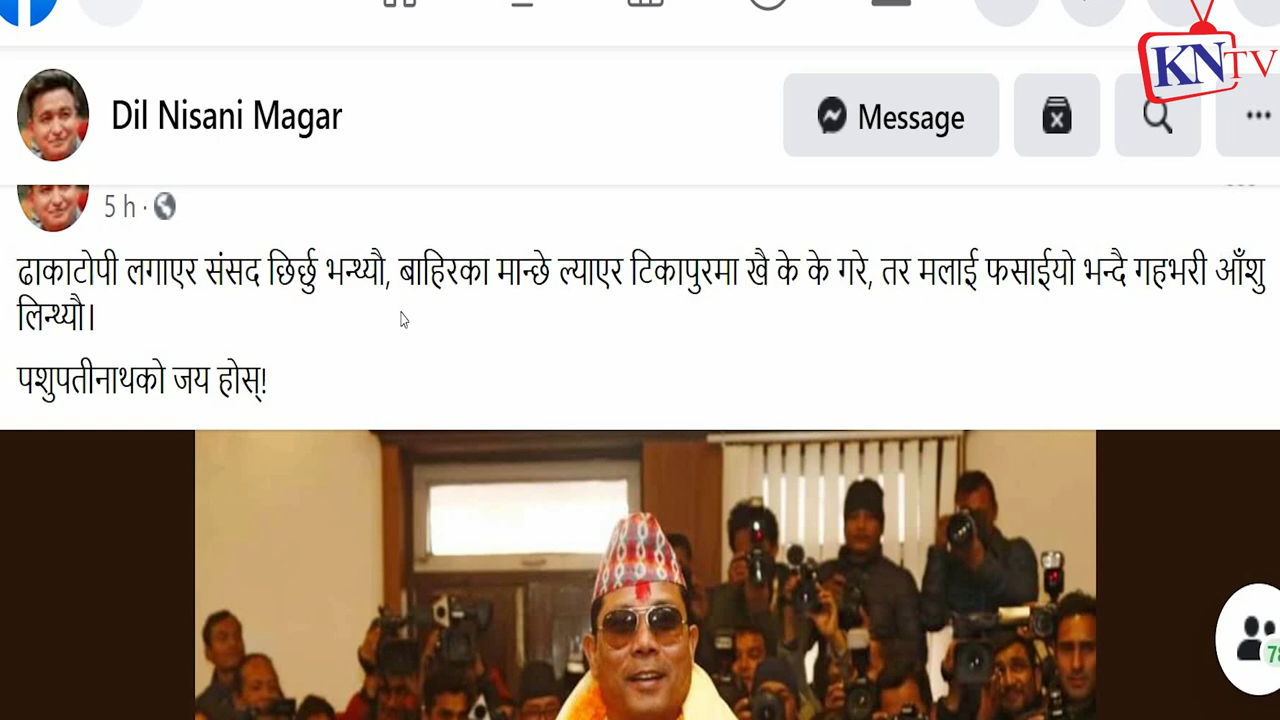 KNTV
Dil Nisani Magar
Message
5 h ·
ढाकाटोपी लगाएर संसद छिर्छु भन्थ्यौ, बाहिरका मान्छे ल्याएर टिकापुरमा खै के के गरे, तर मलाई फसाईयो भन्दै गहभरी आँशु
लिन्थ्यौ।
पशुपतीनाथको जय होस्!